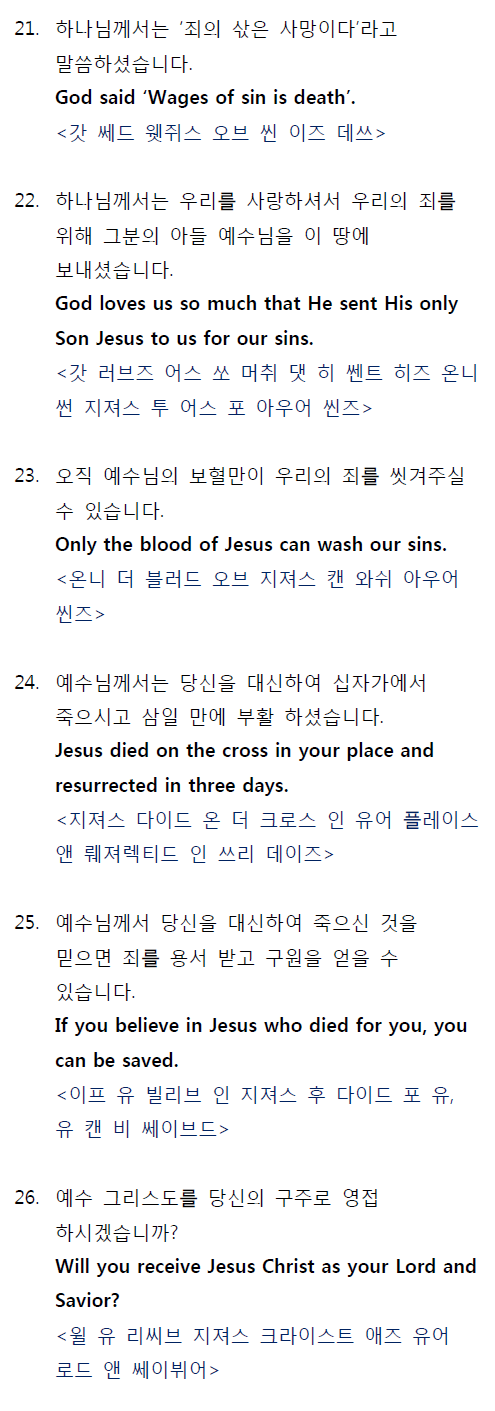 21. 하나님께서는 '죄의 삯은 사망이다'라고
말씀하셨습니다.
God said ‘Wages of sin is death’.
<갓 쎄드 웻쥐스 오브 씬 이즈 데쓰>
22. 하나님께서는 우리를 사랑하셔서 우리의 죄를
위해 그분의 아들 예수님을 이 땅에
보내셨습니다.
God loves us so much that He sent His only
Son Jesus to us for our sins.
<갓 러브즈 어스 쏘 머취 댓 히 쎈트 히즈 온니
썬 지져스 투 어스 포 아우어 씬즈>
23. 오직 예수님의 보혈만이 우리의 죄를 씻겨주실
수 있습니다.
Only the blood of Jesus can wash our sins.
<온니 더 블러드 오브 지져스 캔 와쉬 아우어
씬즈>
24. 예수님께서는 당신을 대신하여 십자가에서
죽으시고 삼일 만에 부활 하셨습니다.
Jesus died on the cross in your place and
resurrected in three days.
<지져스 다이드 온 더 크로스 인 유어 플레이스
앤 뤠져렉티드 인 쓰리 데이즈>
25. 예수님께서 당신을 대신하여 죽으신 것을
믿으면 죄를 용서 받고 구원을 얻을 수
있습니다.
If you believe in Jesus who died for you, you
can be saved.
<이프 유 빌리브 인 지져스 후 다이드 포 유,
유 캔 비 쎄이브드>
26. 예수 그리스도를 당신의 구주로 영접
하시겠습니까?
Will you receive Jesus Christ as your Lord and
Savior?
<윌 유 리씨브 지져스 크라이스트 애즈 유어
로드 앤 쎄이뷔어>